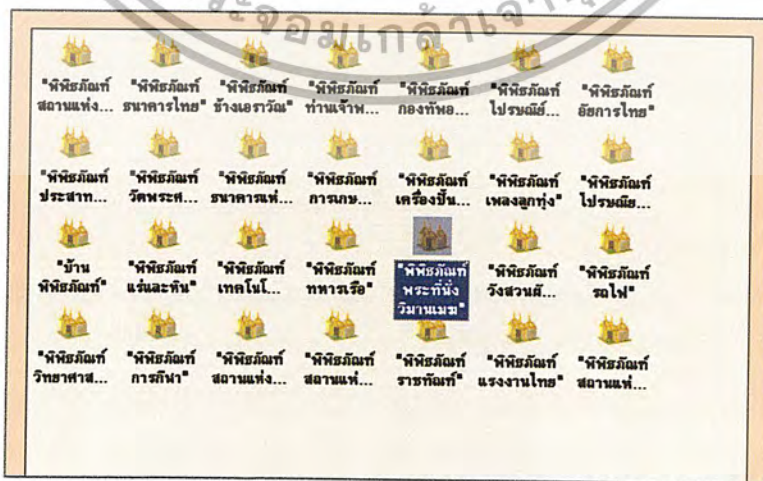 ระจอมเกล้าเจ้า
"พิพิธภัณฑ์ "พิพิธภัณฑ์ "พิพิธภัณฑ์ "พิพิธภัณฑ์ "พิพิธภัณฑ์ "พิพิธภัณฑ์ "พิพิธภัณฑ์
สถานแห่ง... ธนาคารไทย" ช้างเอราวัณ" ท่านเจ้าพ... กองทัพอ... ไปรษณีย์... อัยการไทย"
"พิพิธภัณฑ์ "พิพิธภัณฑ์ "พิพิธภัณฑ์ "พิพิธภัณฑ์ "พิพิธภัณฑ์ "พิพิธภัณฑ์ "พิพิธภัณฑ์
ประสาท... วัดพระศ... ธนาคารแห่... การเกษ... เครื่องปั้น... เพลงลูกทุ่ง" ไปรษณีย...
"บ้าน "พิพิธภัณฑ์ "พิพิธภัณฑ์ "พิพิธภัณฑ์ "พิพิธภัณฑ์ "พิพิธภัณฑ์ "พิพิธภัณฑ์
พิพิธภัณฑ์" แร่และหิน" เทคโนโ... ทหารเรือ" พระที่นั่ง วังสวนผั... รถไฟ"
วิมานเมฆ"
"พิพิธภัณฑ์ "พิพิธภัณฑ์ "พิพิธภัณฑ์ "พิพิธภัณฑ์ "พิพิธภัณฑ์ "พิพิธภัณฑ์ "พิพิธภัณฑ์
วิทยาศาส... การกีฬา" สถานแห่ง... สถานแห่... ราชทัณฑ์" แรงงานไทย" สถานแห่...